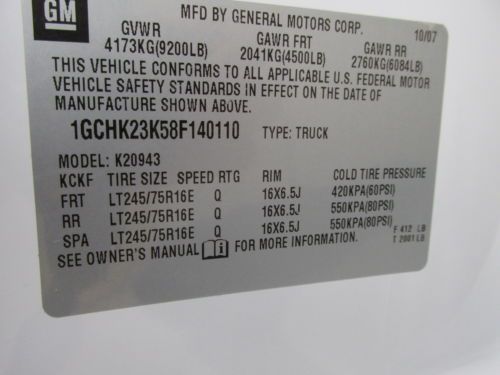 GM
MFD BY GENERAL MOTORS CORP. 10/07
GVWR GAWR FRT GAWR RR
4173KG(9200LB) 2041KG(4500LB) 2760KG(6084LB)
THIS VEHICLE CONFORMS TO ALL APPLICABLE U.S. FEDERAL MOTOR
VEHICLE SAFETY STANDARDS IN EFFECT ON THE DATE OF
MANUFACTURE SHOWN ABOVE.
1GCHK23K58F140110 TYPE: TRUCK
MODEL: K20943
KCKF TIRE SIZE SPEED RTG RIM COLD TIRE PRESSURE
FRT LT245/75R16E Q 16X6.5J 420KPA(60PSI)
RR LT245/75R16E Q 16X6.5J 550KPA(80PSI)
SPA LT245/75R16E Q 16X6.5J 550KPA(80PSI)
SEE OWNER'S MANUAL FOR MORE INFORMATION.
F 412 LB
T 2001 LB